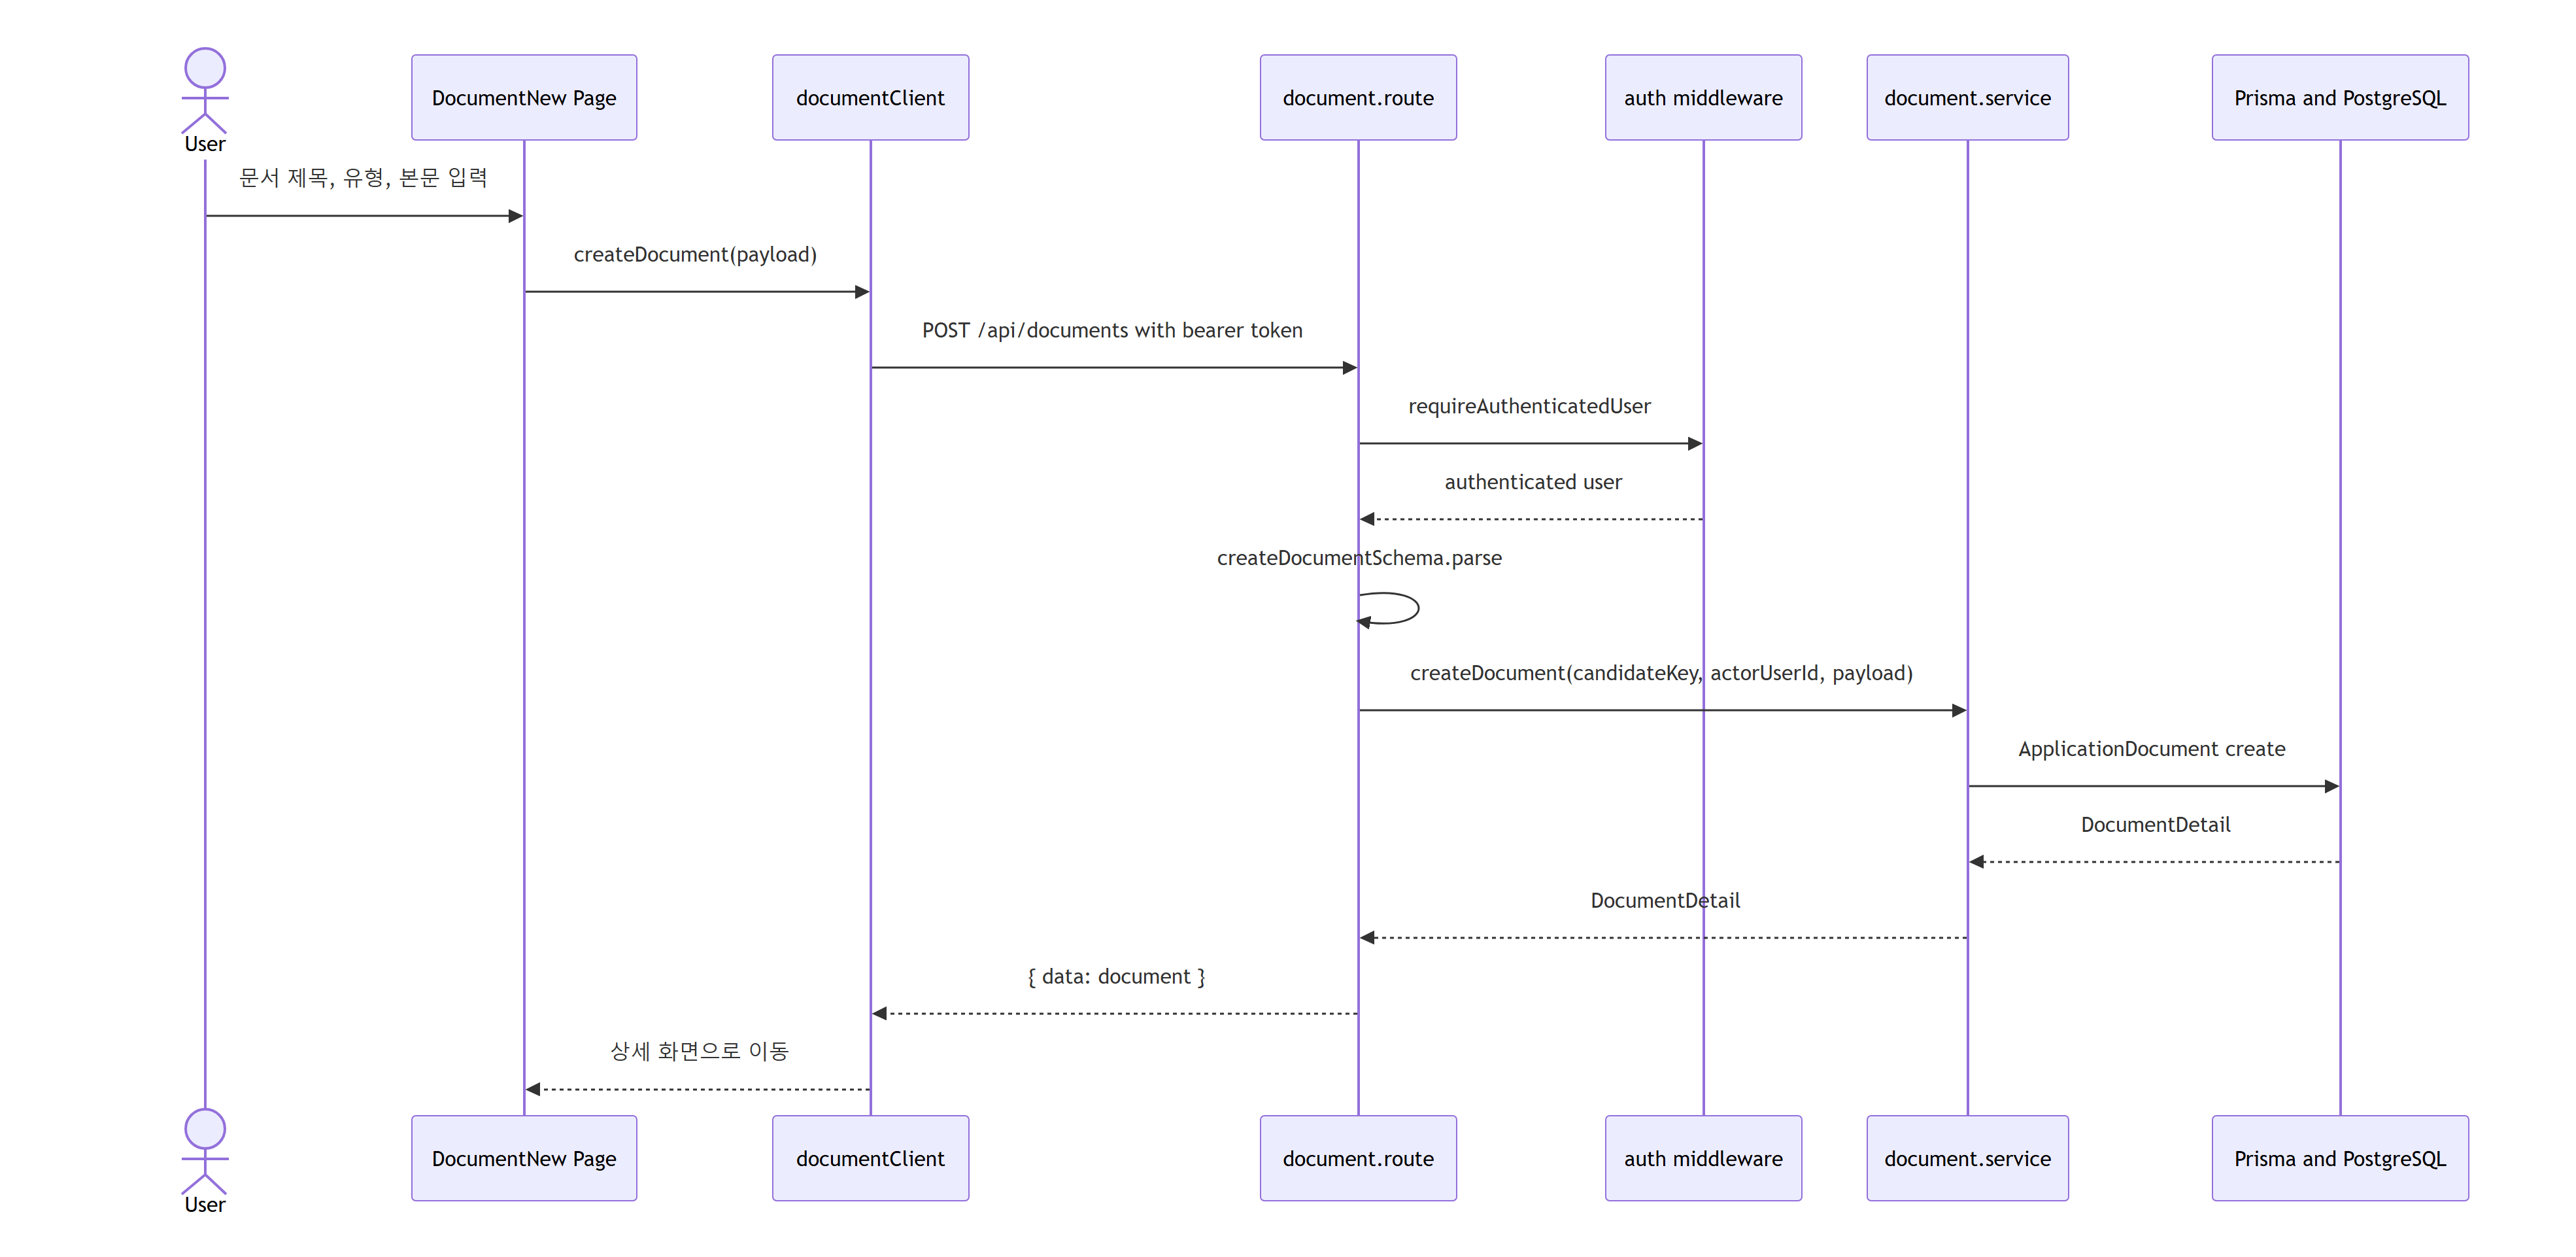 DocumentNew Page
documentClient
document.route
auth middleware
document.service
Prisma and PostgreSQL
User
문서 제목, 유형, 본문 입력
createDocument(payload)
POST /api/documents with bearer token
requireAuthenticatedUser
authenticated user
createDocumentSchema.parse
createDocument(candidateKey, actorUserId, payload)
ApplicationDocument create
DocumentDetail
DocumentDetail
{ data: document }
상세 화면으로 이동
DocumentNew Page
documentClient
document.route
auth middleware
document.service
Prisma and PostgreSQL
User